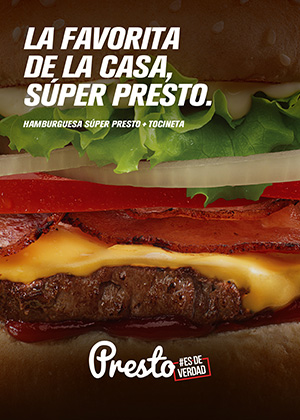 LA FAVORITA
DE LA CASA,
SÚPER PRESTO.
HAMBURGUESA SÚPER PRESTO + TOCINETA
Presto
#ES DE
VERDAD